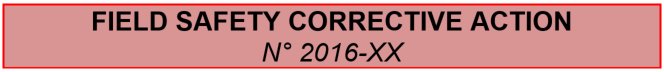 FIELD SAFETY CORRECTIVE ACTION
N° 2016-XX